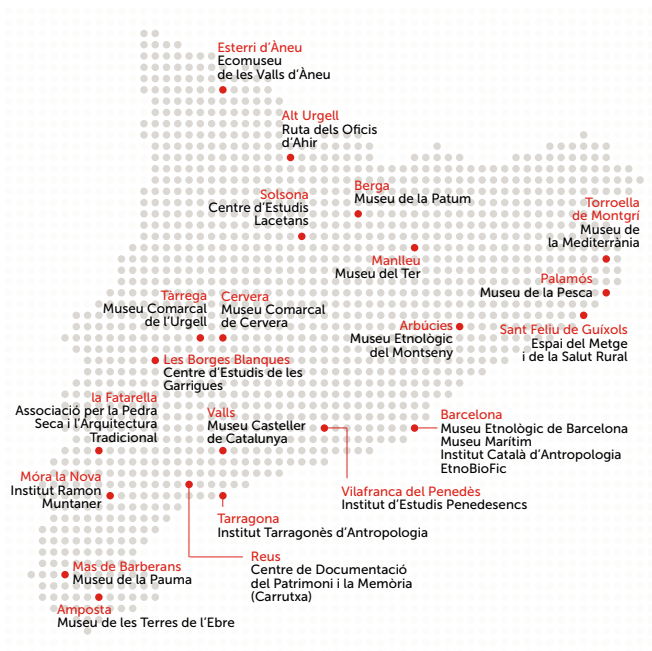 Esterri d'Àneu
Ecomuseu
de les Valls d'Àneu
Alt Urgell
Ruta dels Oficis
d'Ahir
Berga
Museu de la Patum
Solsona
Centre d'Estudis
Lacetans
Torroella
de Montgrí
Museu de
la Mediterrània
Manlleu
Museu del Ter
Palamós
Museu de la Pesca
Tàrrega
Museu Comarcal
de l'Urgell
Cervera
Museu Comarcal
de Cervera
Arbúcies
Museu Etnològic
del Montseny
Sant Feliu de Guíxols
Espai del Metge
i de la Salut Rural
Les Borges Blanques
Centre d'Estudis de les
Garrigues
la Fatarella
Associació per la Pedra
Seca i l'Arquitectura
Tradicional
Valls
Museu Casteller
de Catalunya
Barcelona
Museu Etnològic de Barcelona
Museu Marítim
Institut Català d'Antropologia
EtnoBioFic
Móra la Nova
Institut Ramon
Muntaner
Vilafranca del Penedès
Institut d'Estudis Penedesencs
Tarragona
Institut Tarragonès d'Antropologia
Reus
Centre de Documentació
del Patrimoni i la Memòria
(Carrutxa)
Mas de Barberans
Museu de la Pauma
Amposta
Museu de les Terres de l'Ebre